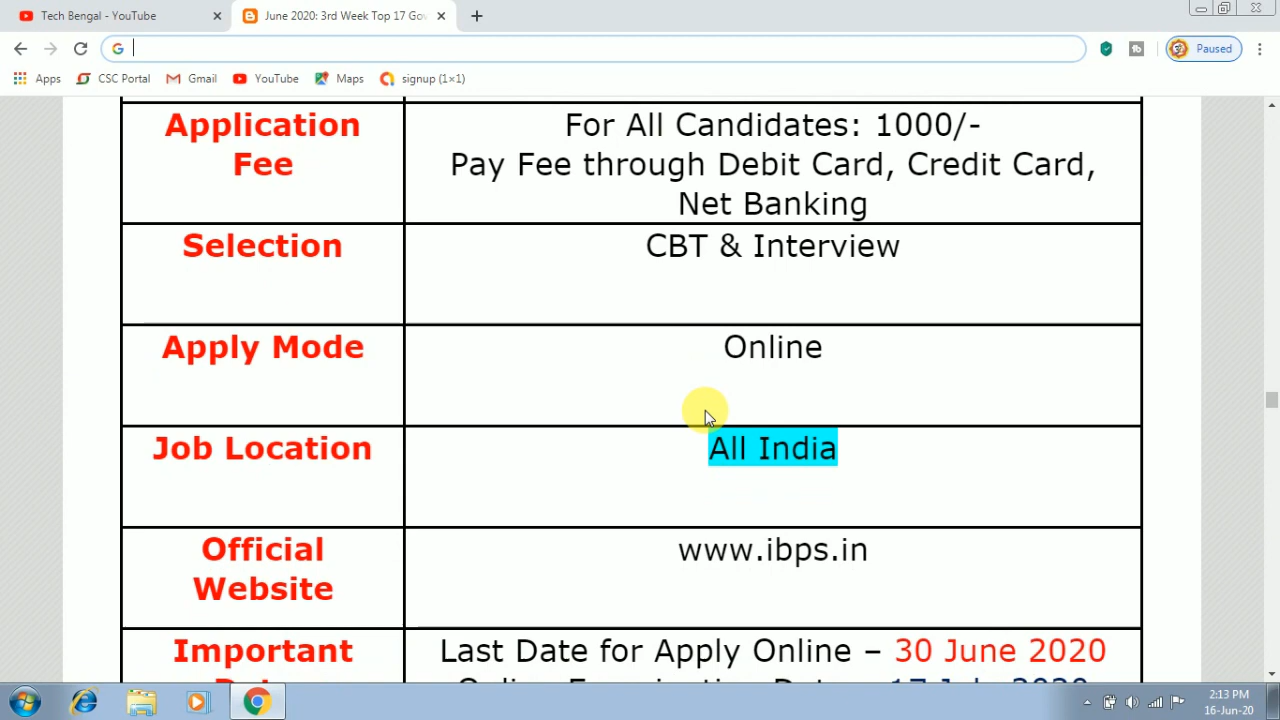 Tech Bengal - YouTube
June 2020: 3rd Week Top 17 Gov
Paused
Apps
CSC Portal
Gmail
YouTube
Maps
signup (1×1)
Application
Fee
For All Candidates: 1000/-
Pay Fee through Debit Card, Credit Card,
Net Banking
Selection
CBT & Interview
Apply Mode
Online
Job Location
All India
Official
Website
www.ibps.in
Important
Last Date for Apply Online – 30 June 2020
2:13 PM
16-Jun-20